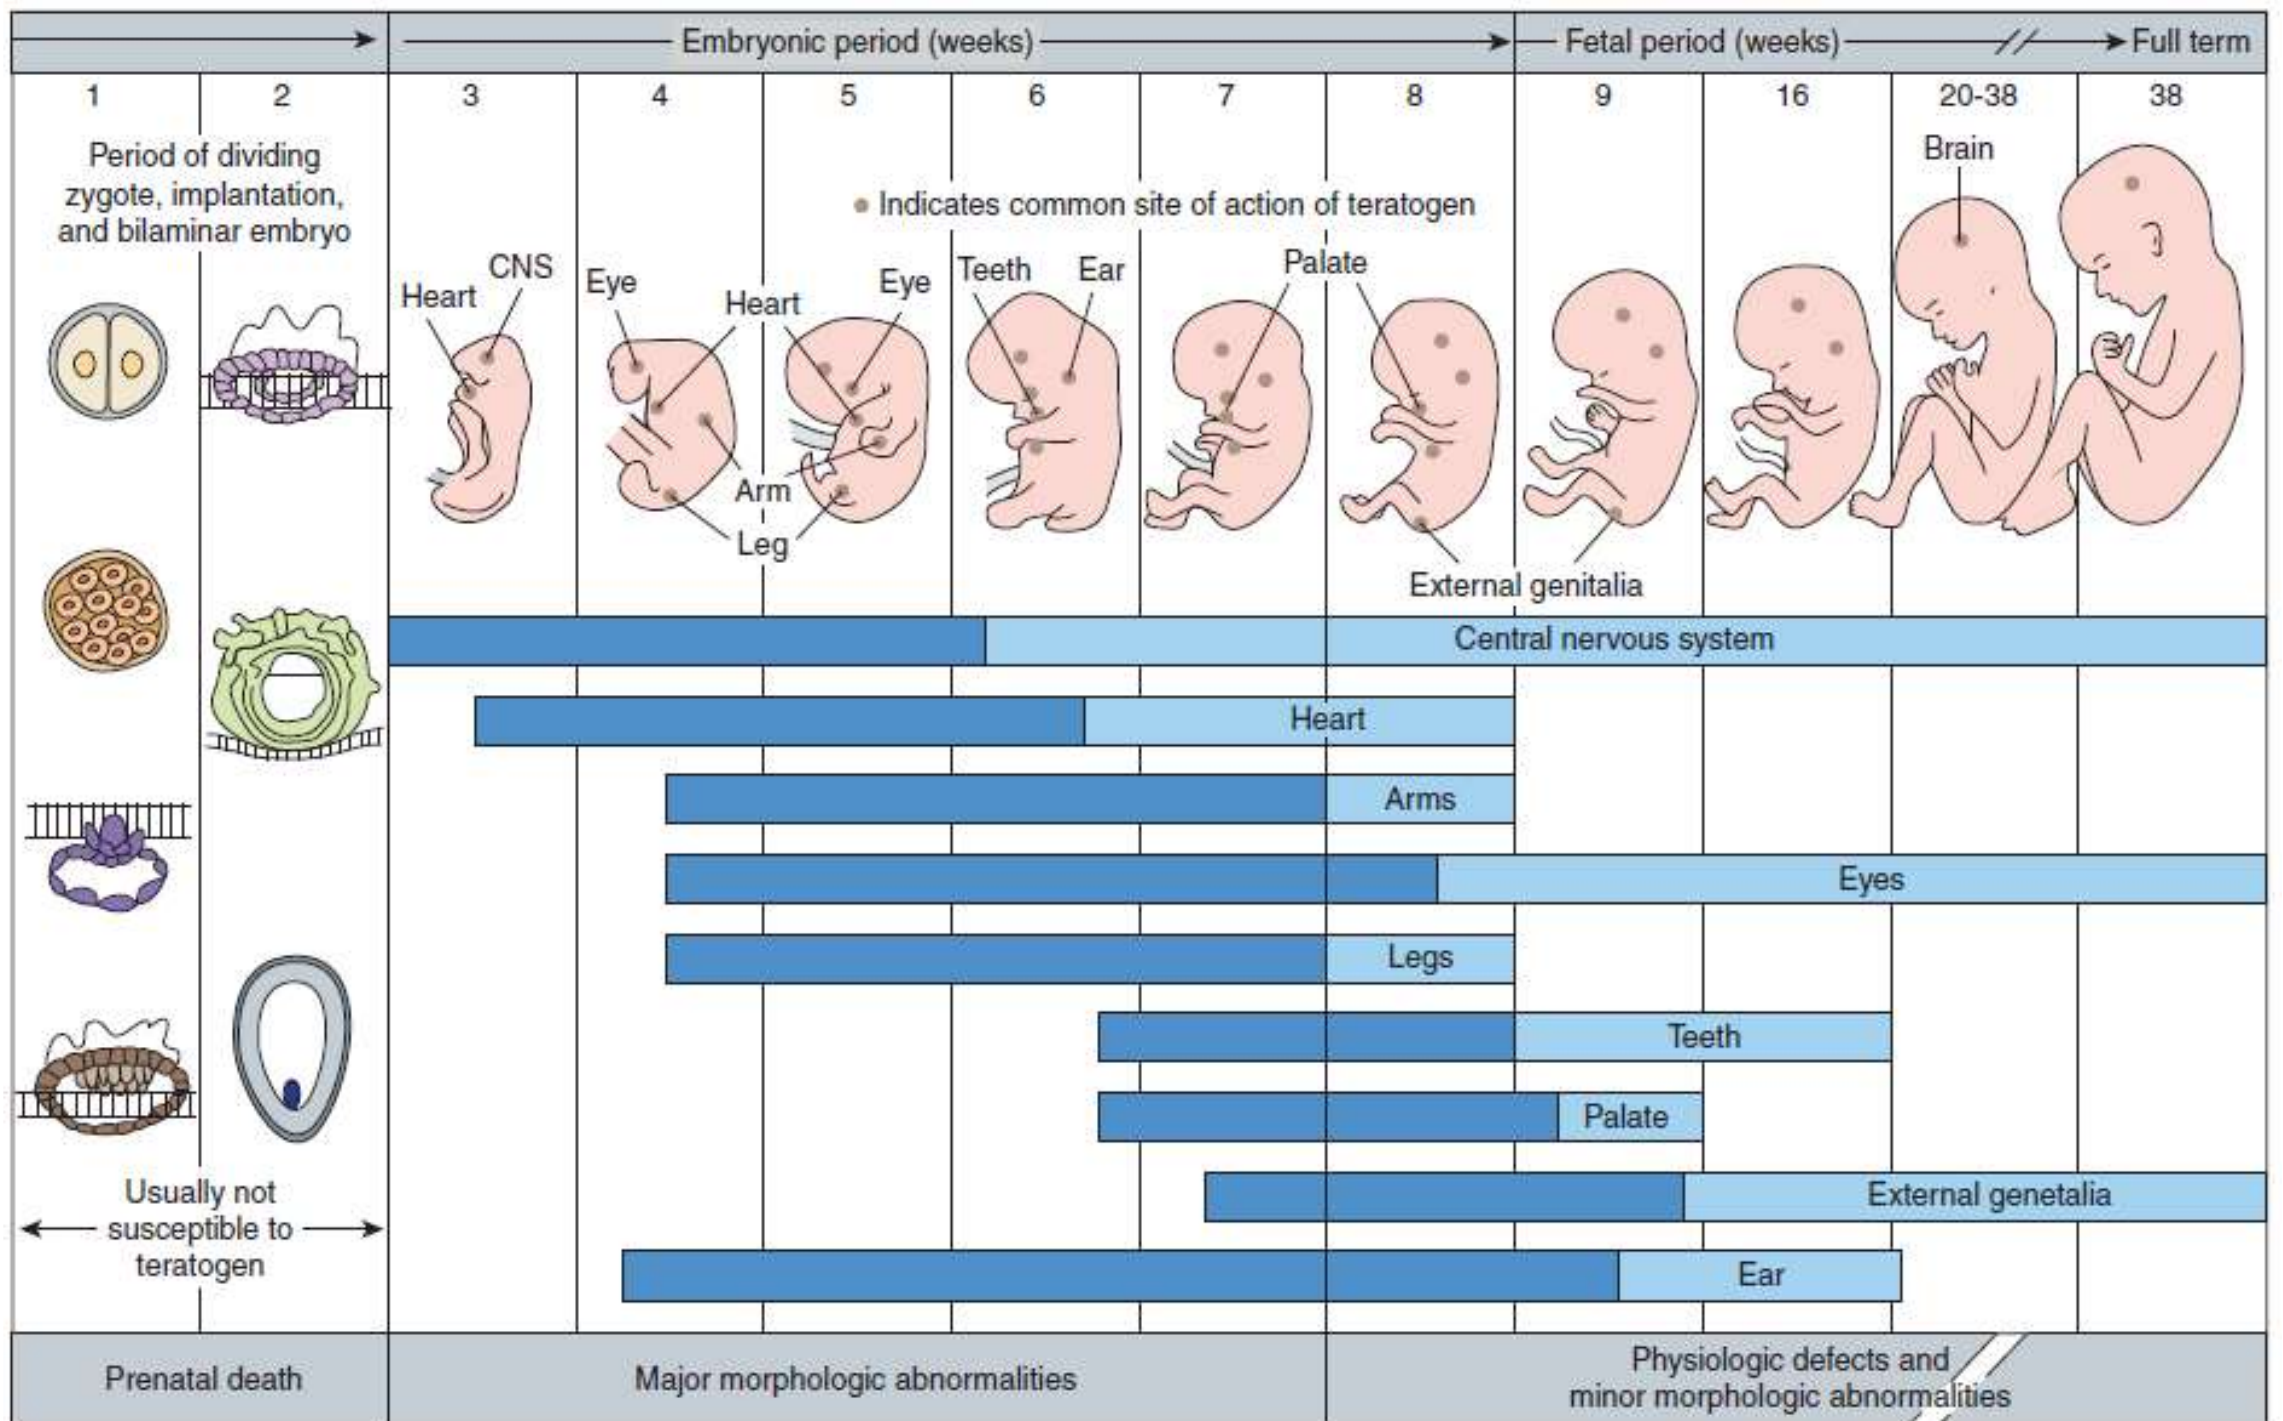 Embryonic period (weeks)
Fetal period (weeks)
Full term
1
2
3
4
5
6
7
8
9
16
20-38
38
Period of dividing
zygote, implantation,
and bilaminar embryo
Indicates common site of action of teratogen
Brain
Heart
CNS
Eye
Heart
Eye
Teeth
Ear
Palate
Arm
Leg
External genitalia
Central nervous system
Heart
Arms
Eyes
Legs
Teeth
Palate
External genetalia
Ear
Usually not
susceptible to
teratogen
Prenatal death
Major morphologic abnormalities
Physiologic defects and
minor morphologic abnormalities